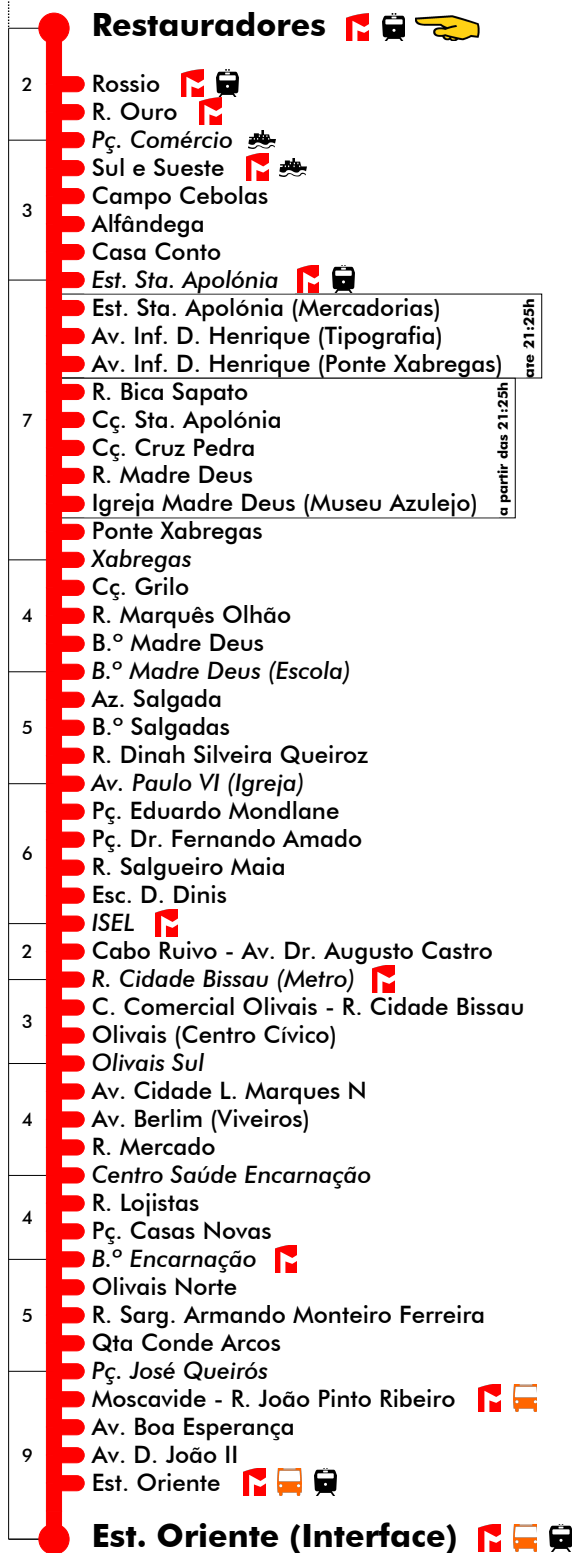 Restauradores
2
Rossio
R. Ouro
Pç. Comércio
Sul e Sueste
3
Campo Cebolas
Alfândega
Casa Conto
Est. Sta. Apolónia
Est. Sta. Apolónia (Mercadorias)
Av. Inf. D. Henrique (Tipografia)
Av. Inf. D. Henrique (Ponte Xabregas)
ate 21:25h
R. Bica Sapato
7
Cç. Sta. Apolónia
Cç. Cruz Pedra
R. Madre Deus
Igreja Madre Deus (Museu Azulejo)
a partir das 21:25h
Ponte Xabregas
Xabregas
Cç. Grilo
4
R. Marquês Olhão
B.º Madre Deus
B.º Madre Deus (Escola)
Az. Salgada
5
B.º Salgadas
R. Dinah Silveira Queiroz
Av. Paulo VI (Igreja)
Pç. Eduardo Mondlane
Pç. Dr. Fernando Amado
6
R. Salgueiro Maia
Esc. D. Dinis
ISEL
2
Cabo Ruivo - Av. Dr. Augusto Castro
R. Cidade Bissau (Metro)
3
C. Comercial Olivais - R. Cidade Bissau
Olivais (Centro Cívico)
Olivais Sul
Av. Cidade L. Marques N
4
Av. Berlim (Viveiros)
R. Mercado
Centro Saúde Encarnação
R. Lojistas
4
Pç. Casas Novas
B.º Encarnação
Olivais Norte
5
R. Sarg. Armando Monteiro Ferreira
Qta Conde Arcos
Pç. José Queirós
Moscavide - R. João Pinto Ribeiro
Av. Boa Esperança
9
Av. D. João II
Est. Oriente
Est. Oriente (Interface)